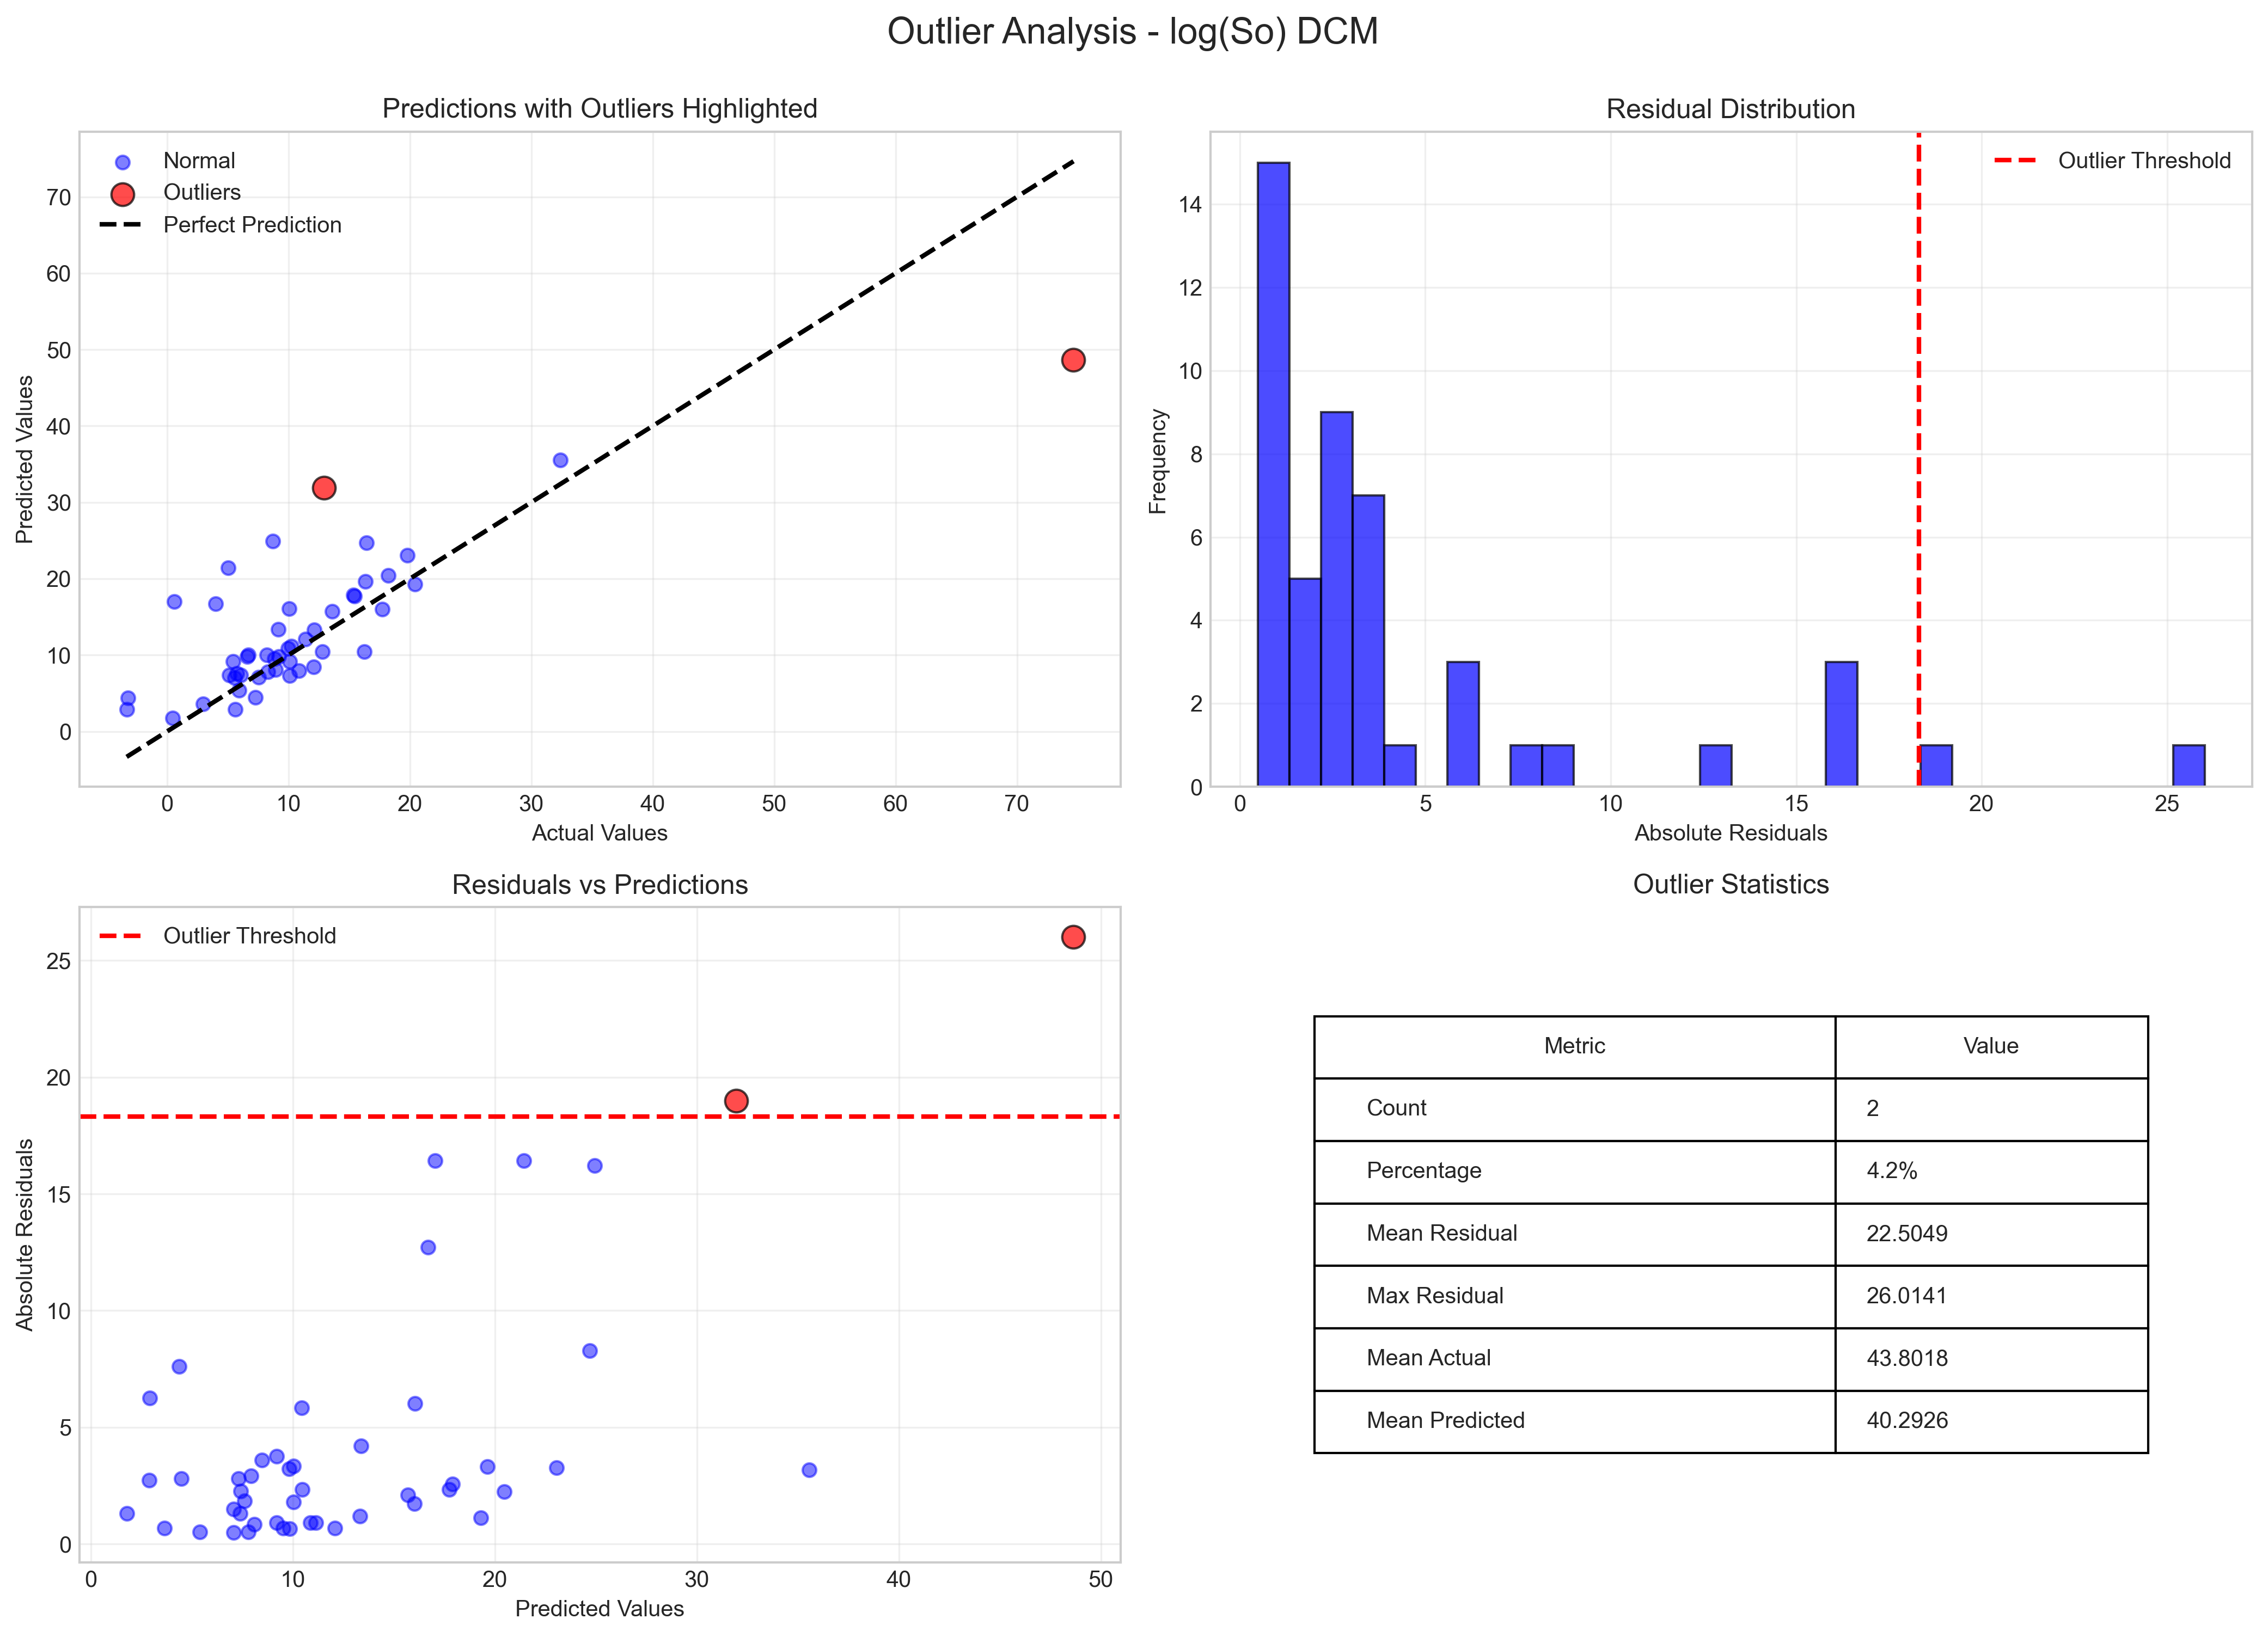 Outlier Analysis - log(So) DCM
Predictions with Outliers Highlighted
Normal
Outliers
Perfect Prediction
70
60
50
40
30
20
10
0
Predicted Values
0 10 20 30 40 50 60 70
Actual Values
Residual Distribution
Outlier Threshold
14
12
10
8
6
4
2
0
Frequency
0 5 10 15 20 25
Absolute Residuals
Residuals vs Predictions
Outlier Threshold
25
20
15
10
5
0
Absolute Residuals
0 10 20 30 40 50
Predicted Values
Outlier Statistics
Metric Value
Count 2
Percentage 4.2%
Mean Residual 22.5049
Max Residual 26.0141
Mean Actual 43.8018
Mean Predicted 40.2926